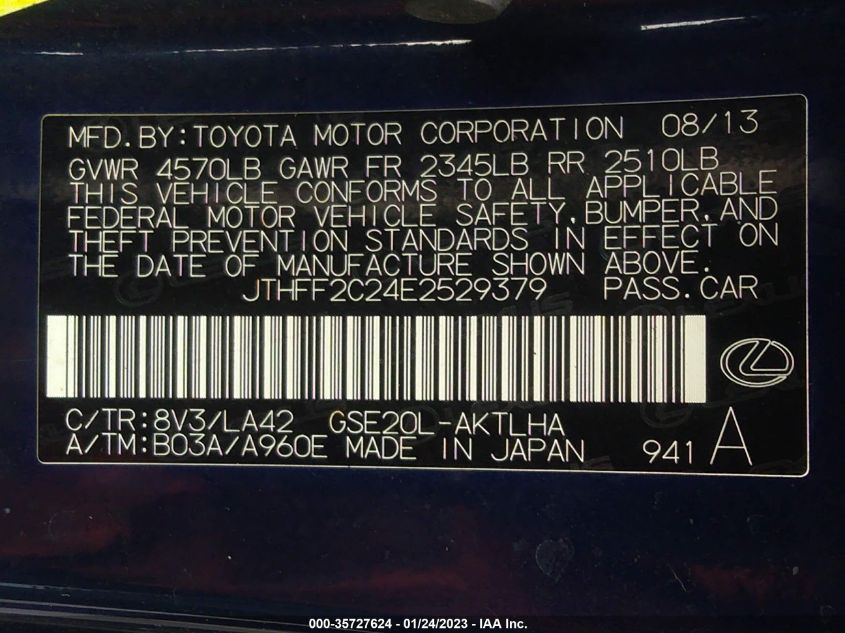 MFD.BY:TOYOTA MOTOR CORPORATION 08/13
GVWR 4570LB GAWR FR 2345LB RR 2510LB
THIS VEHICLE CONFORMS TO ALL APPLICABLE
FEDERAL MOTOR VEHICLE SAFETY,BUMPER,AND
THEFT PREVENTION STANDARDS IN EFFECT ON
THE DATE OF MANUFACTURE SHOWN ABOVE.
JTHFF2C24E2529379 PASS.CAR
C/TR:8V3/LA42 GSE20L-AKTLHA
A/TM:B03A/A960E MADE IN JAPAN 941 A
000-35727624 - 01/24/2023 - IAA Inc.